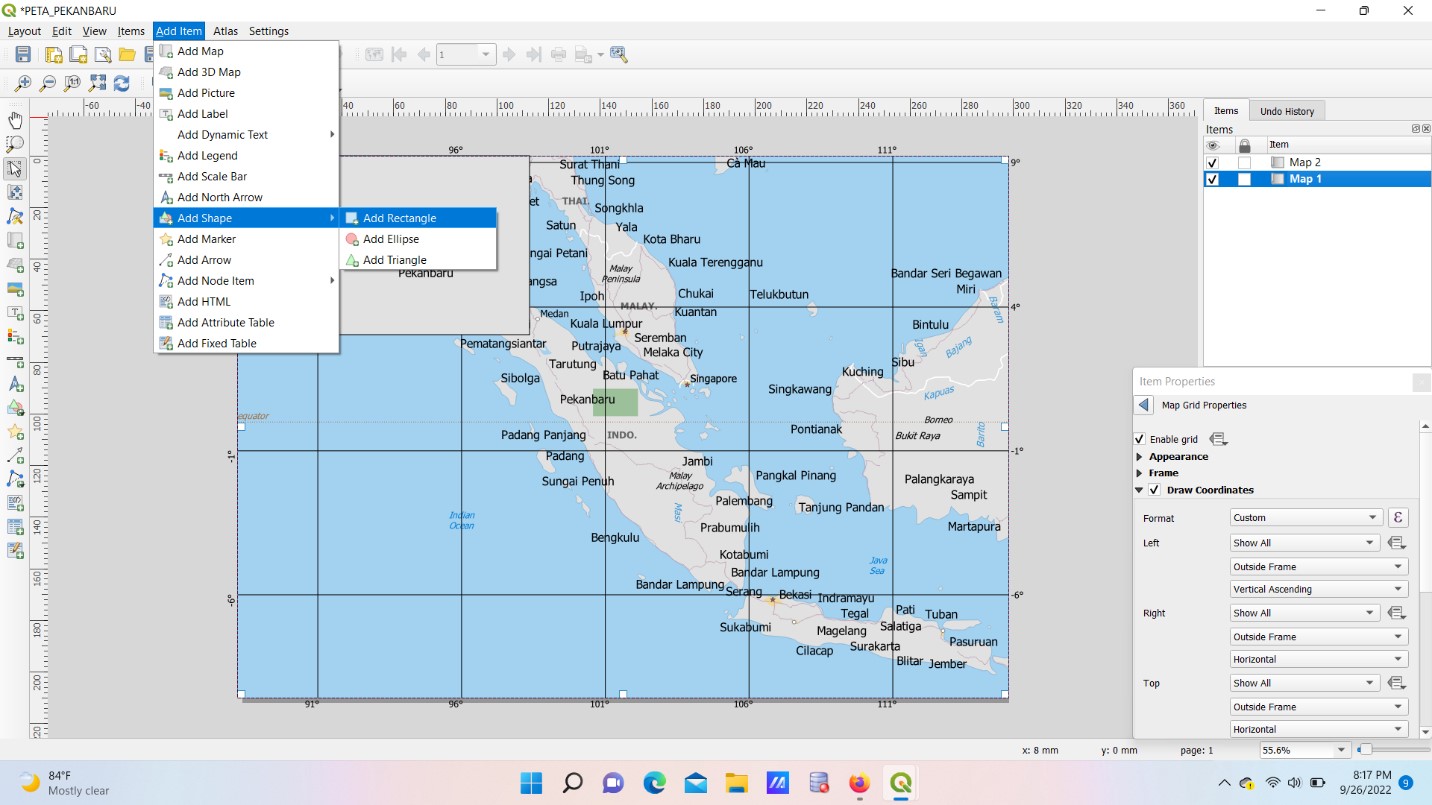 *PETA_PEKANBARU
Layout Edit View Items Add Item Atlas Settings
Add Map
Add 3D Map
Add Picture
Add Label
Add Dynamic Text
Add Legend
Add Scale Bar
Add North Arrow
Add Shape
Add Marker
Add Arrow
Add Node Item
Add HTML
Add Attribute Table
Add Fixed Table
Add Rectangle
Add Ellipse
Add Triangle
1
-60 -40 40 60 80 100 120 140 160 180 200 220 240 260 280 300 320 340 360
0
20
40
60
80
100
120
140
160
180
200
96° 101° 106° 111°
9°
Surat Thani
Cà Mau
Thung Song
THAI.
Songkhla
Satun
Yala
Kota Bharu
Kuala Terengganu
Malay
Peninsula
Pekanbaru
Bandar Seri Begawan
Miri
Baram
Ipoh
Chukai
Telukbutun
MALAY.
Kuantan
4°
Medan
Kuala Lumpur
Bintulu
Pematangsiantar
Putrajaya
Seremban
Melaka City
Igan
Bajang
Tarutung
Sibu
Sibolga
Batu Pahat
Singapore
Kuching
Singkawang
Kapuas
Pekanbaru
equator
Borneo
Padang Panjang
INDO.
Pontianak
Bukit Raya
Barito
-1°
-1°
Padang
Jambi
Malay
Archipelago
Pangkal Pinang
Palangkaraya
Sungai Penuh
Sampit
Palembang
Tanjung Pandan
Indian
Ocean
Masi
Prabumulih
Martapura
Bengkulu
Kotabumi
Java
Sea
Bandar Lampung
Bandar Lampung
Serang
Bekasi
Indramayu
-6°
-6°
Tegal
Pati
Tuban
Sukabumi
Magelang
Salatiga
Pasuruan
Cilacap
Surakarta
Blitar
Jember
91° 96° 101° 106° 111°
Items Undo History
Items
Item
Map 2
Map 1
Item Properties
Map Grid Properties
Enable grid
Appearance
Frame
Draw Coordinates
Format Custom
Left Show All
Outside Frame
Vertical Ascending
Right Show All
Outside Frame
Horizontal
Top Show All
Outside Frame
Horizontal
x: 8 mm y: 0 mm page: 1 55.6%
84°F
Mostly clear
8:17 PM
9/26/2022
9